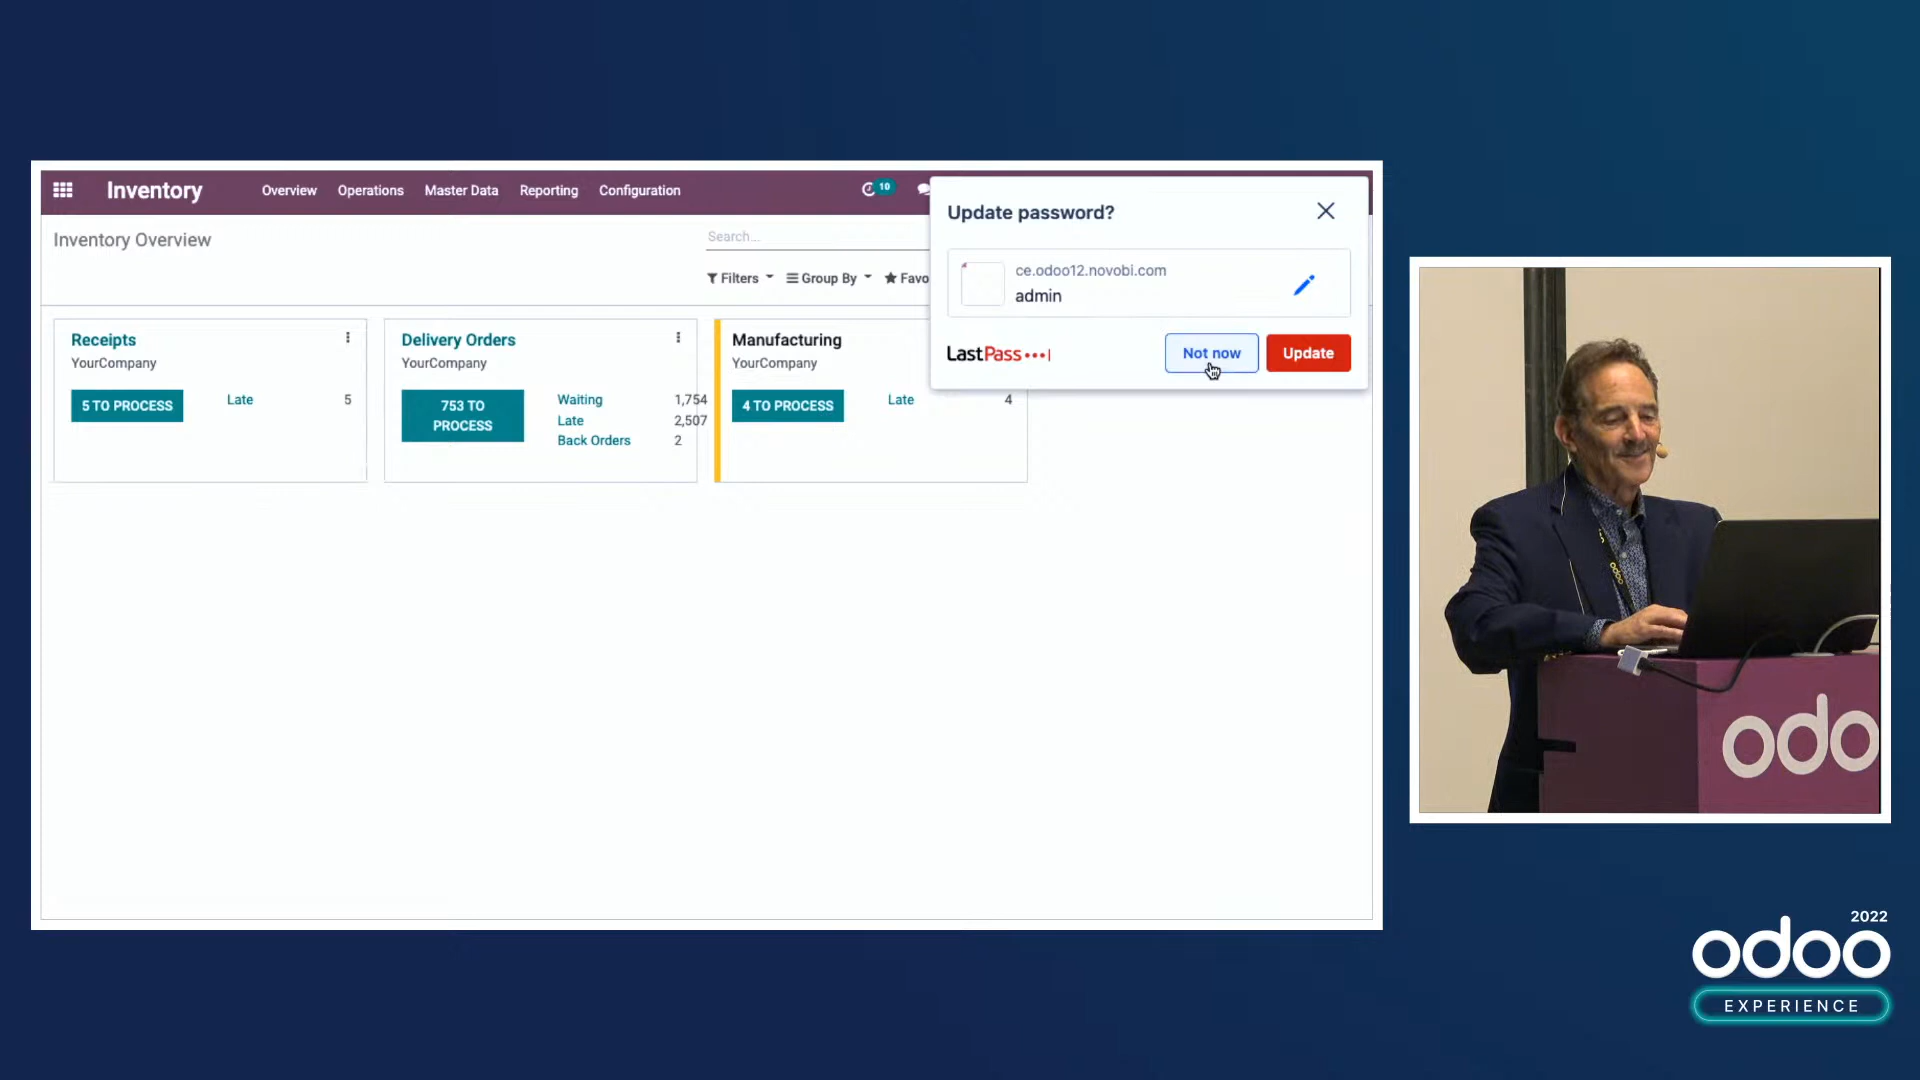 Inventory
Overview
Operations
Master Data
Reporting
Configuration
10
Inventory Overview
Search...
Filters
Group By
Favo
Update password?
ce.odoo12.novobi.com
admin
LastPass
Not now
Update
Receipts
YourCompany
5 TO PROCESS
Late 5
Delivery Orders
YourCompany
753 TO
PROCESS
Waiting 1,754
Late 2,507
Back Orders 2
Manufacturing
YourCompany
4 TO PROCESS
Late 4
odoo
odo
2022
odoo
EXPERIENCE